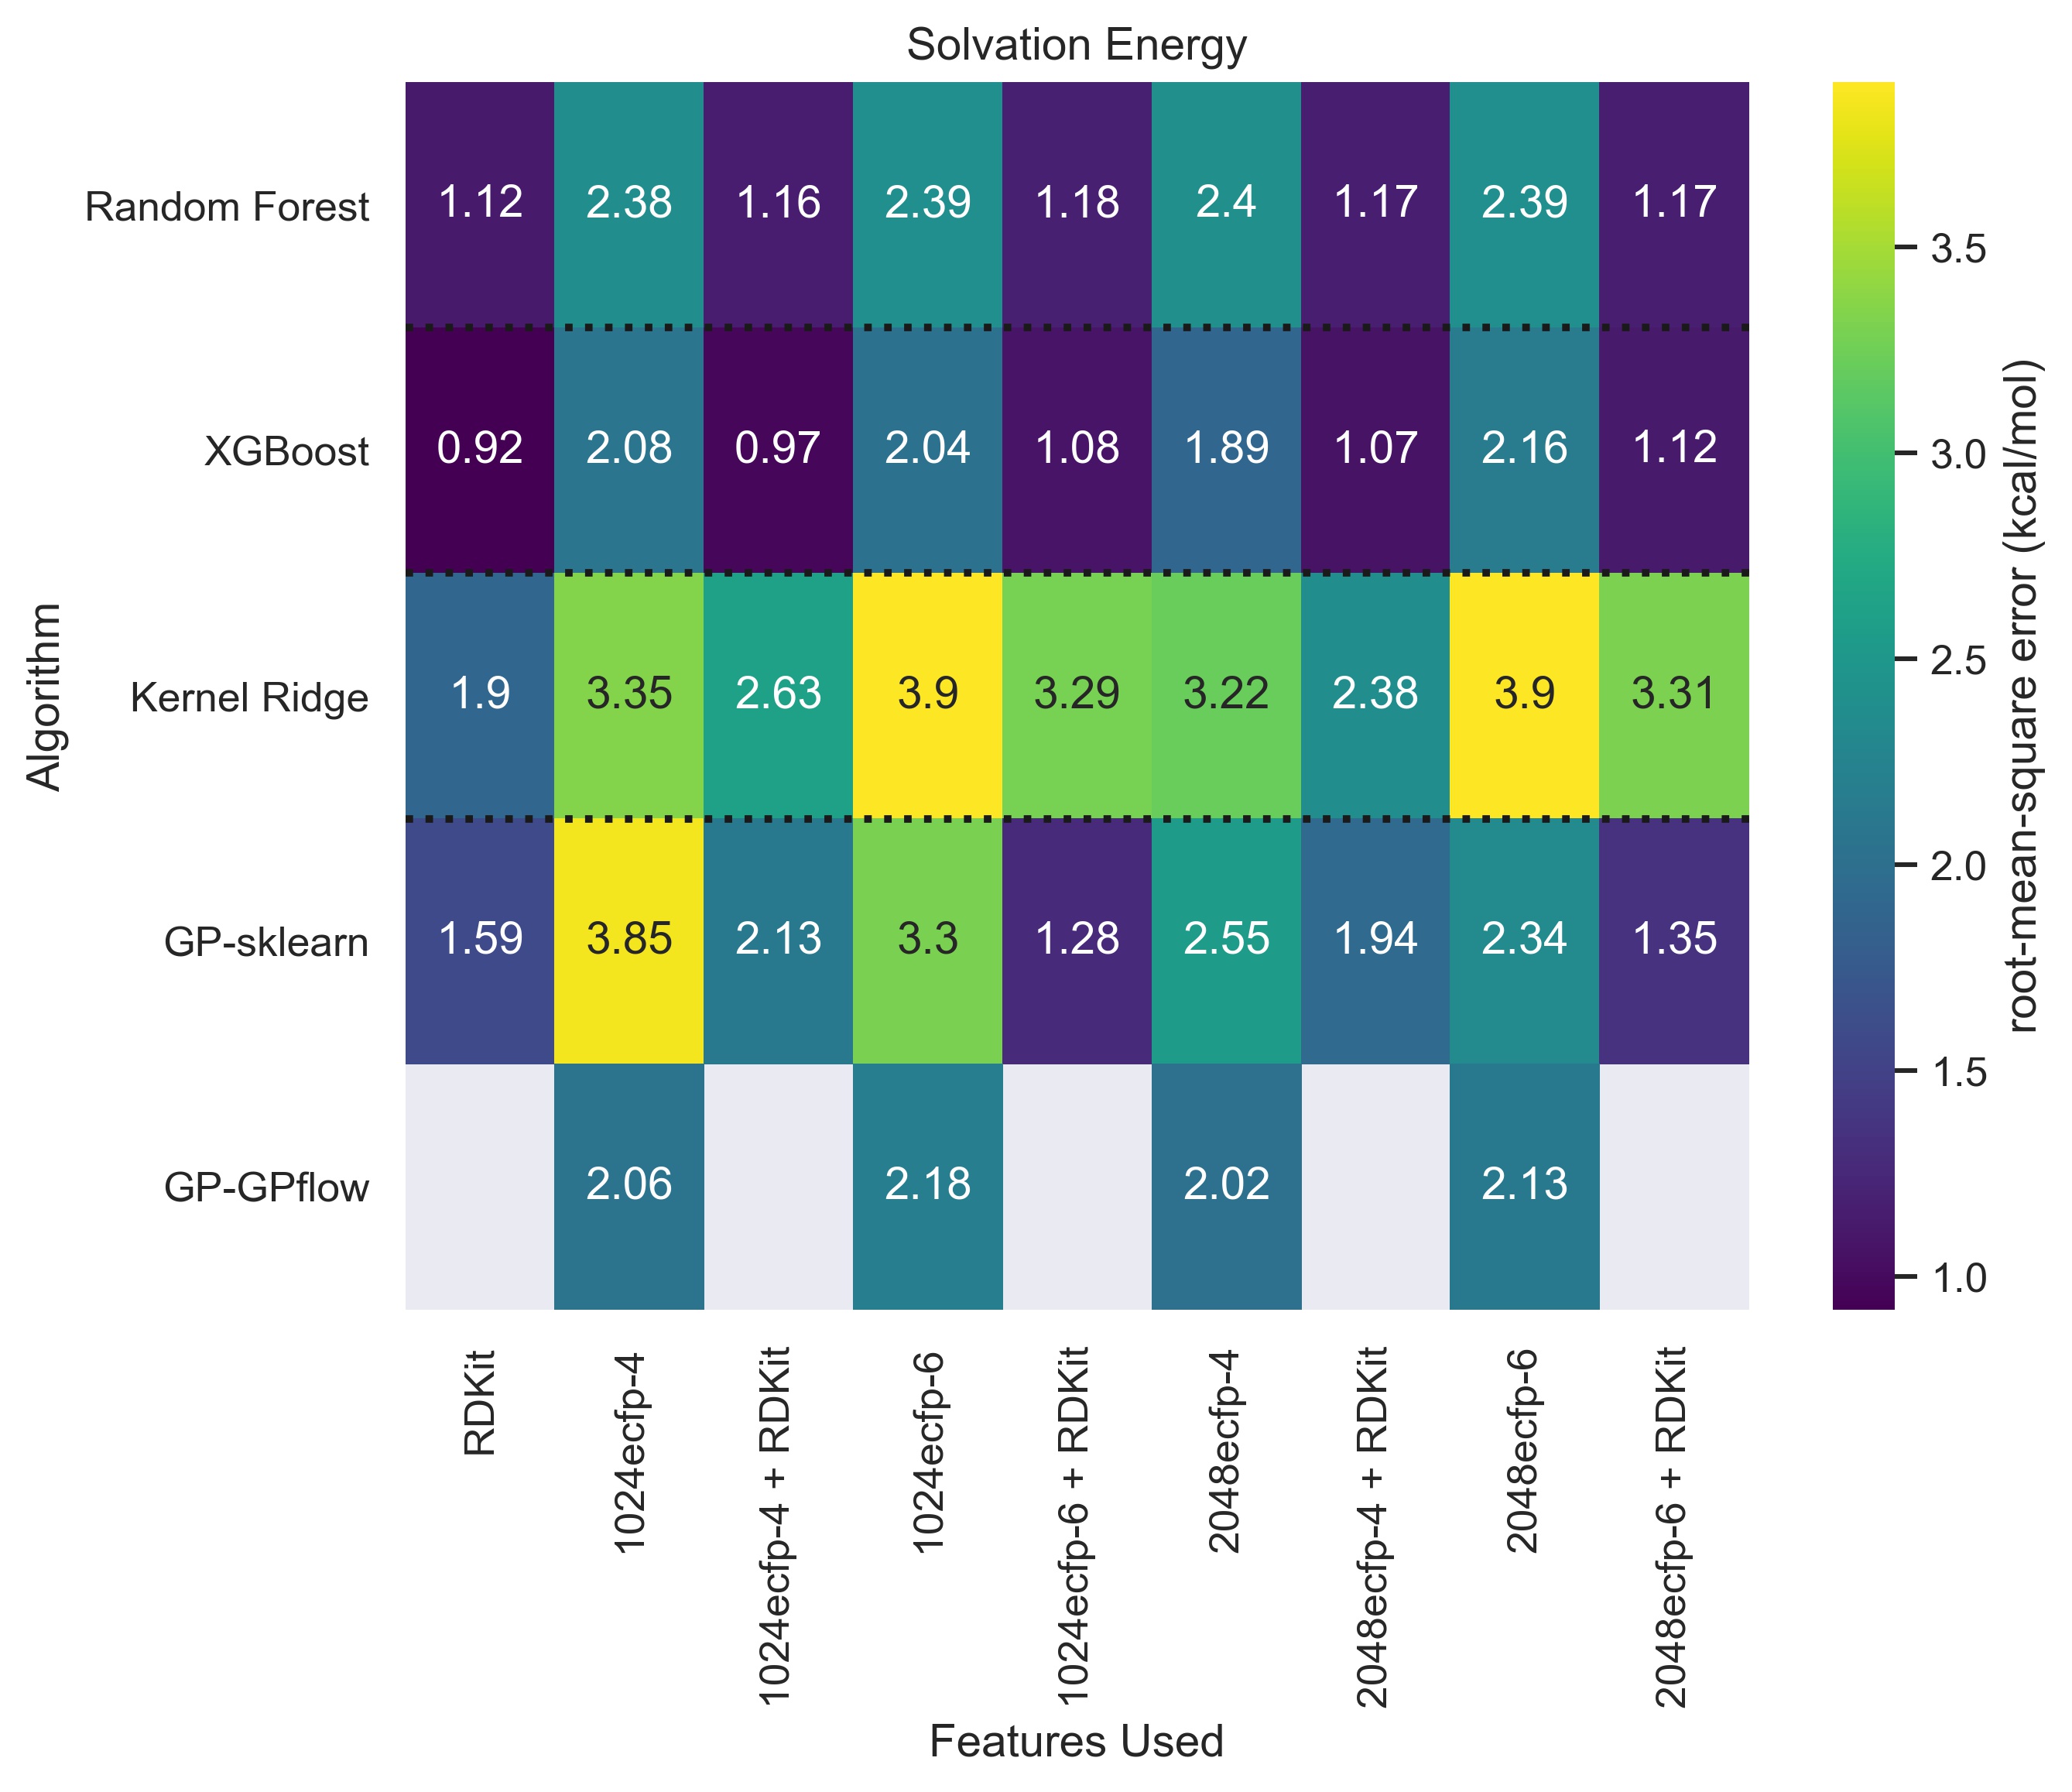 Solvation Energy
Random Forest 1.12 2.38 1.16 2.39 1.18 2.4 1.17 2.39 1.17
XGBoost 0.92 2.08 0.97 2.04 1.08 1.89 1.07 2.16 1.12
Kernel Ridge 1.9 3.35 2.63 3.9 3.29 3.22 2.38 3.9 3.31
GP-sklearn 1.59 3.85 2.13 3.3 1.28 2.55 1.94 2.34 1.35
GP-GPflow 2.06 2.18 2.02 2.13
Algorithm
RDKit
1024ecfp-4
1024ecfp-4 + RDKit
1024ecfp-6
1024ecfp-6 + RDKit
2048ecfp-4
2048ecfp-4 + RDKit
2048ecfp-6
2048ecfp-6 + RDKit
Features Used
3.5
3.0
2.5
2.0
1.5
1.0
root-mean-square error (kcal/mol)